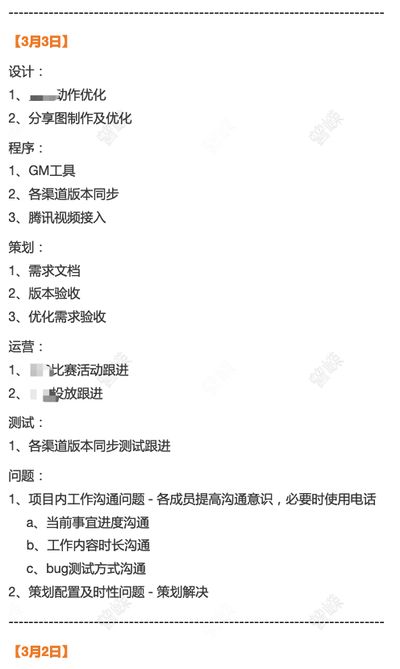 【3月3日】
设计：
1、动作优化
2、分享图制作及优化
程序：
1、GM工具
2、各渠道版本同步
3、腾讯视频接入
策划：
1、需求文档
2、版本验收
3、优化需求验收
运营：
1、比赛活动跟进
2、投放跟进
测试：
1、各渠道版本同步测试跟进
问题：
1、项目内工作沟通问题 - 各成员提高沟通意识，必要时使用电话
a、当前事宜进度沟通
b、工作内容时长沟通
c、bug测试方式沟通
2、策划配置及时性问题 - 策划解决
【3月2日】